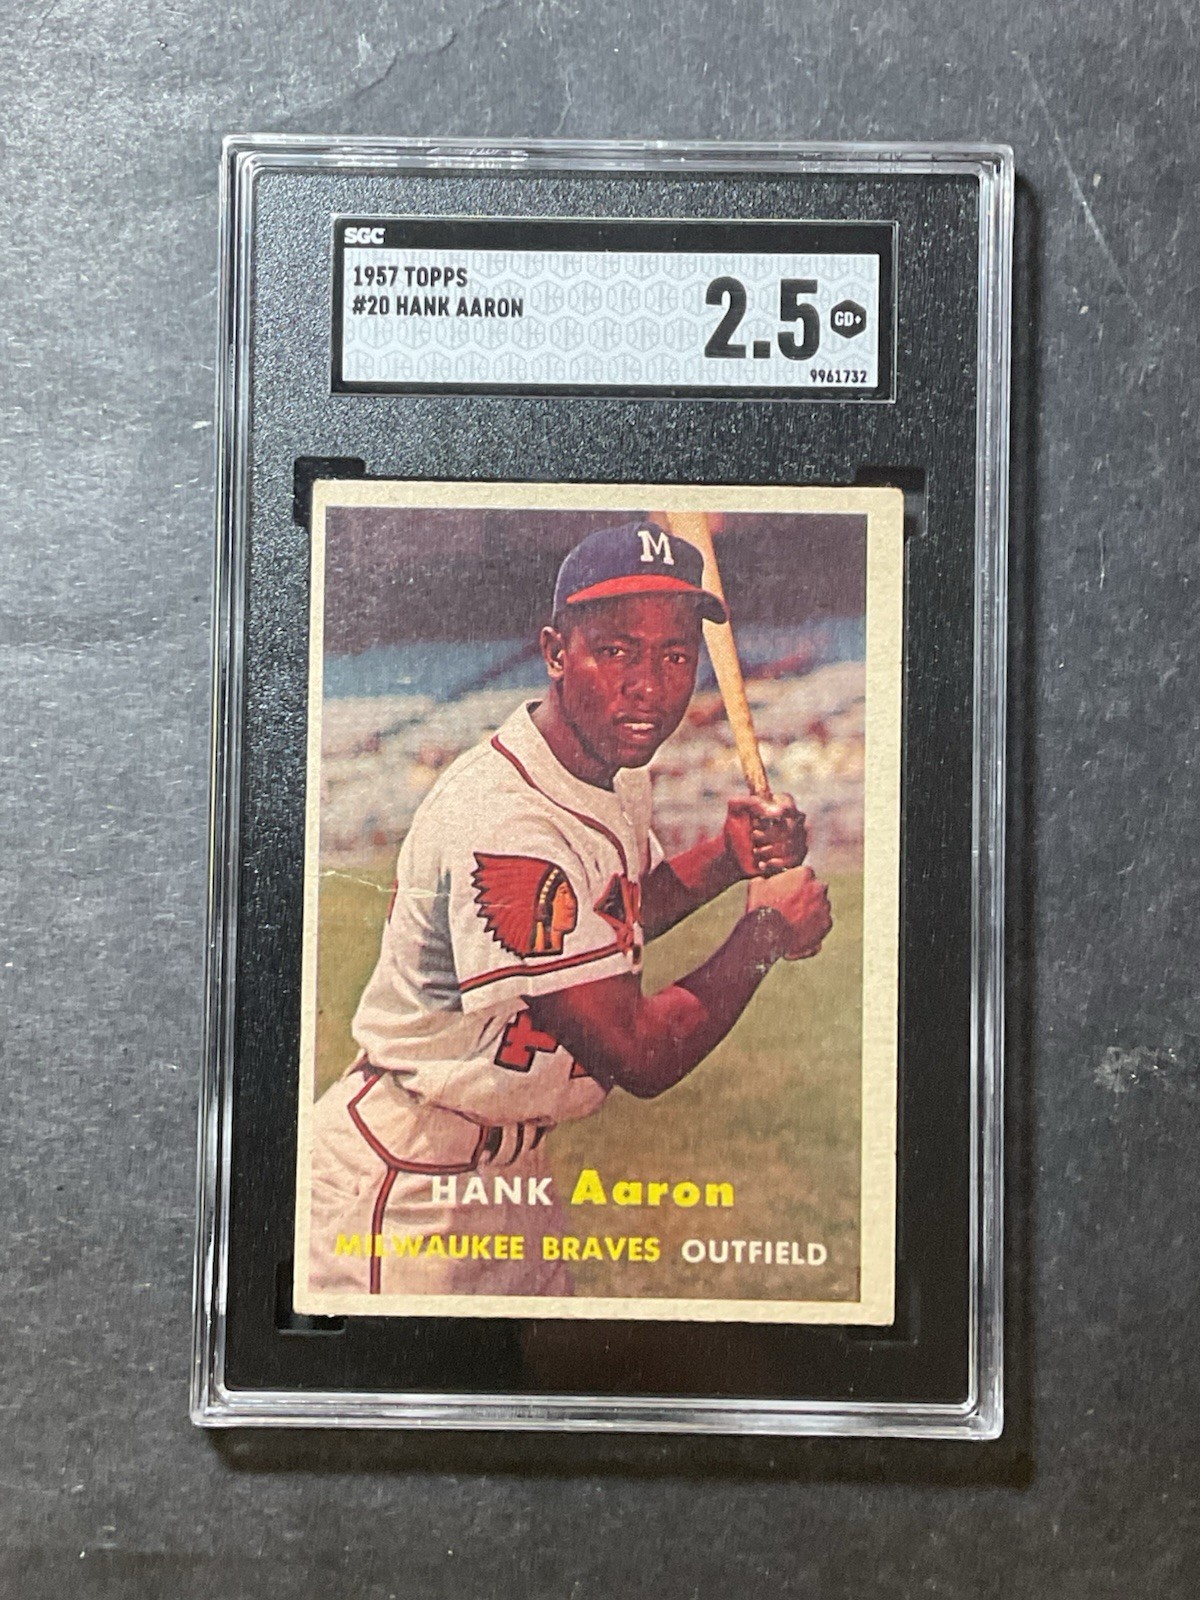 SGC
1957 TOPPS
#20 HANK AARON
2.5 GD+
9961732
M
HANK Aaron
MILWAUKEE BRAVES OUTFIELD